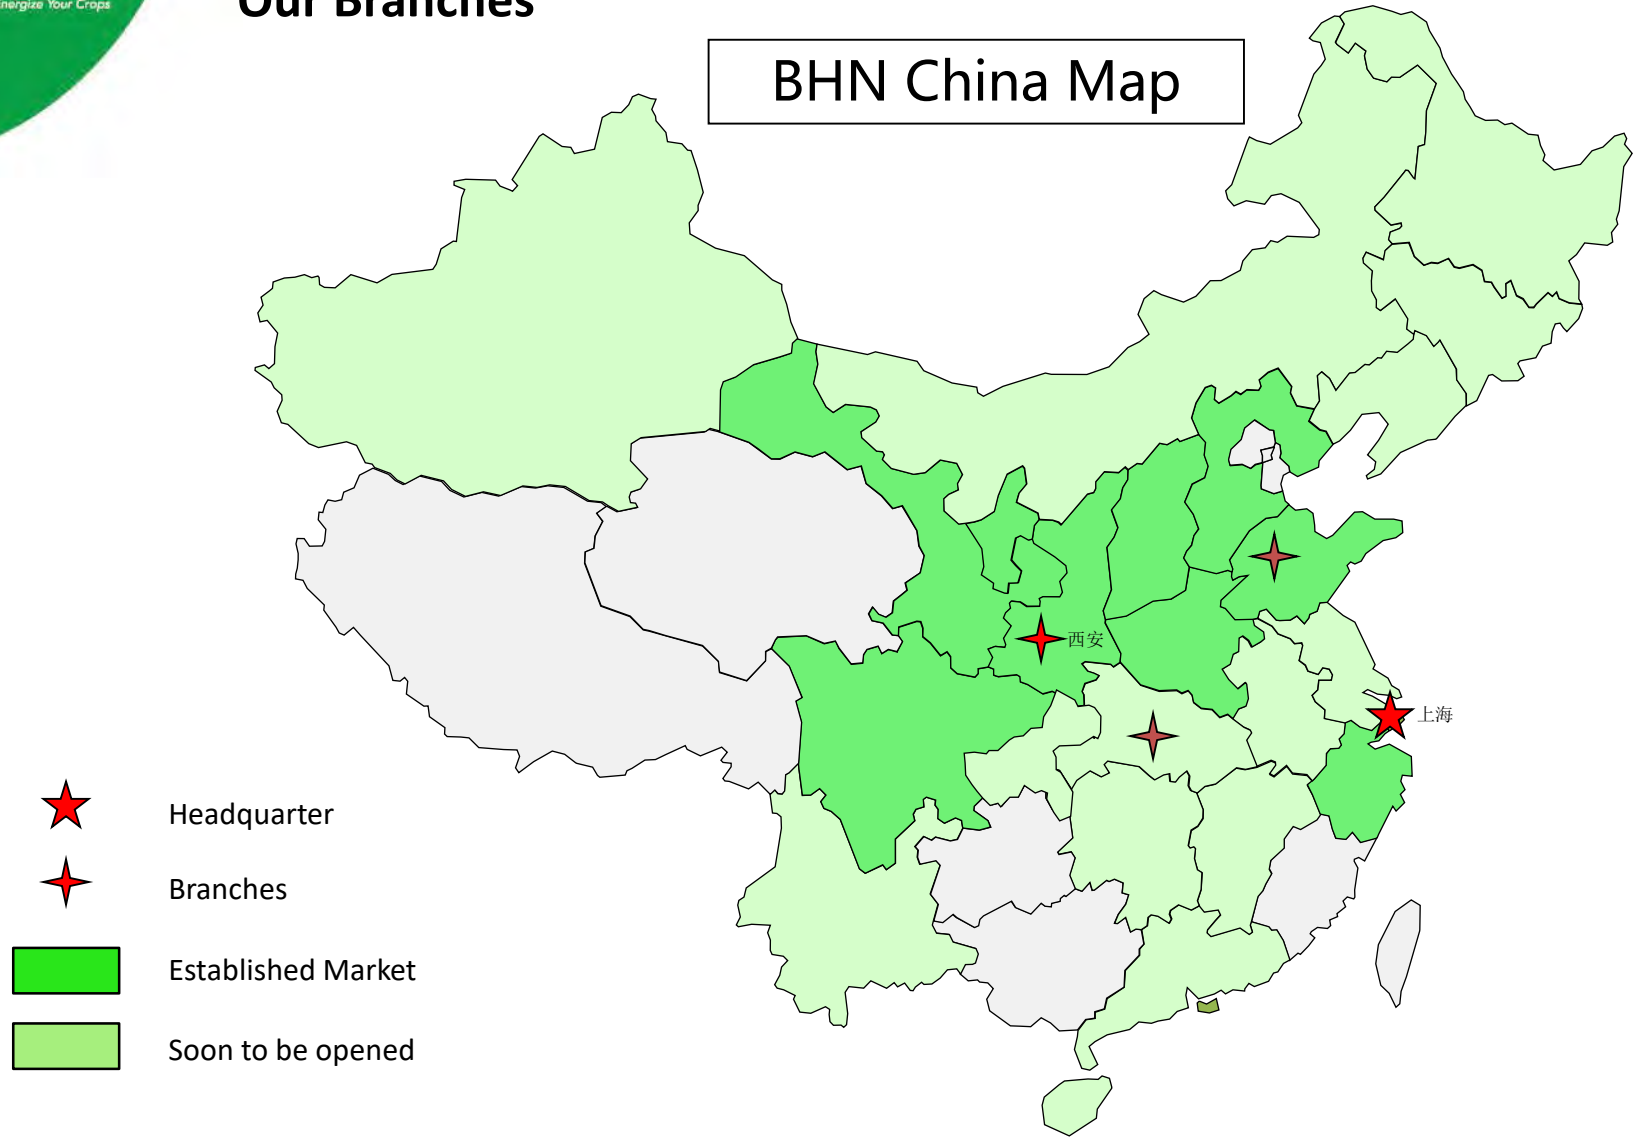 Energize Your Crops
Our Branches
BHN China Map
西安
上海
Headquarter
Branches
Established Market
Soon to be opened